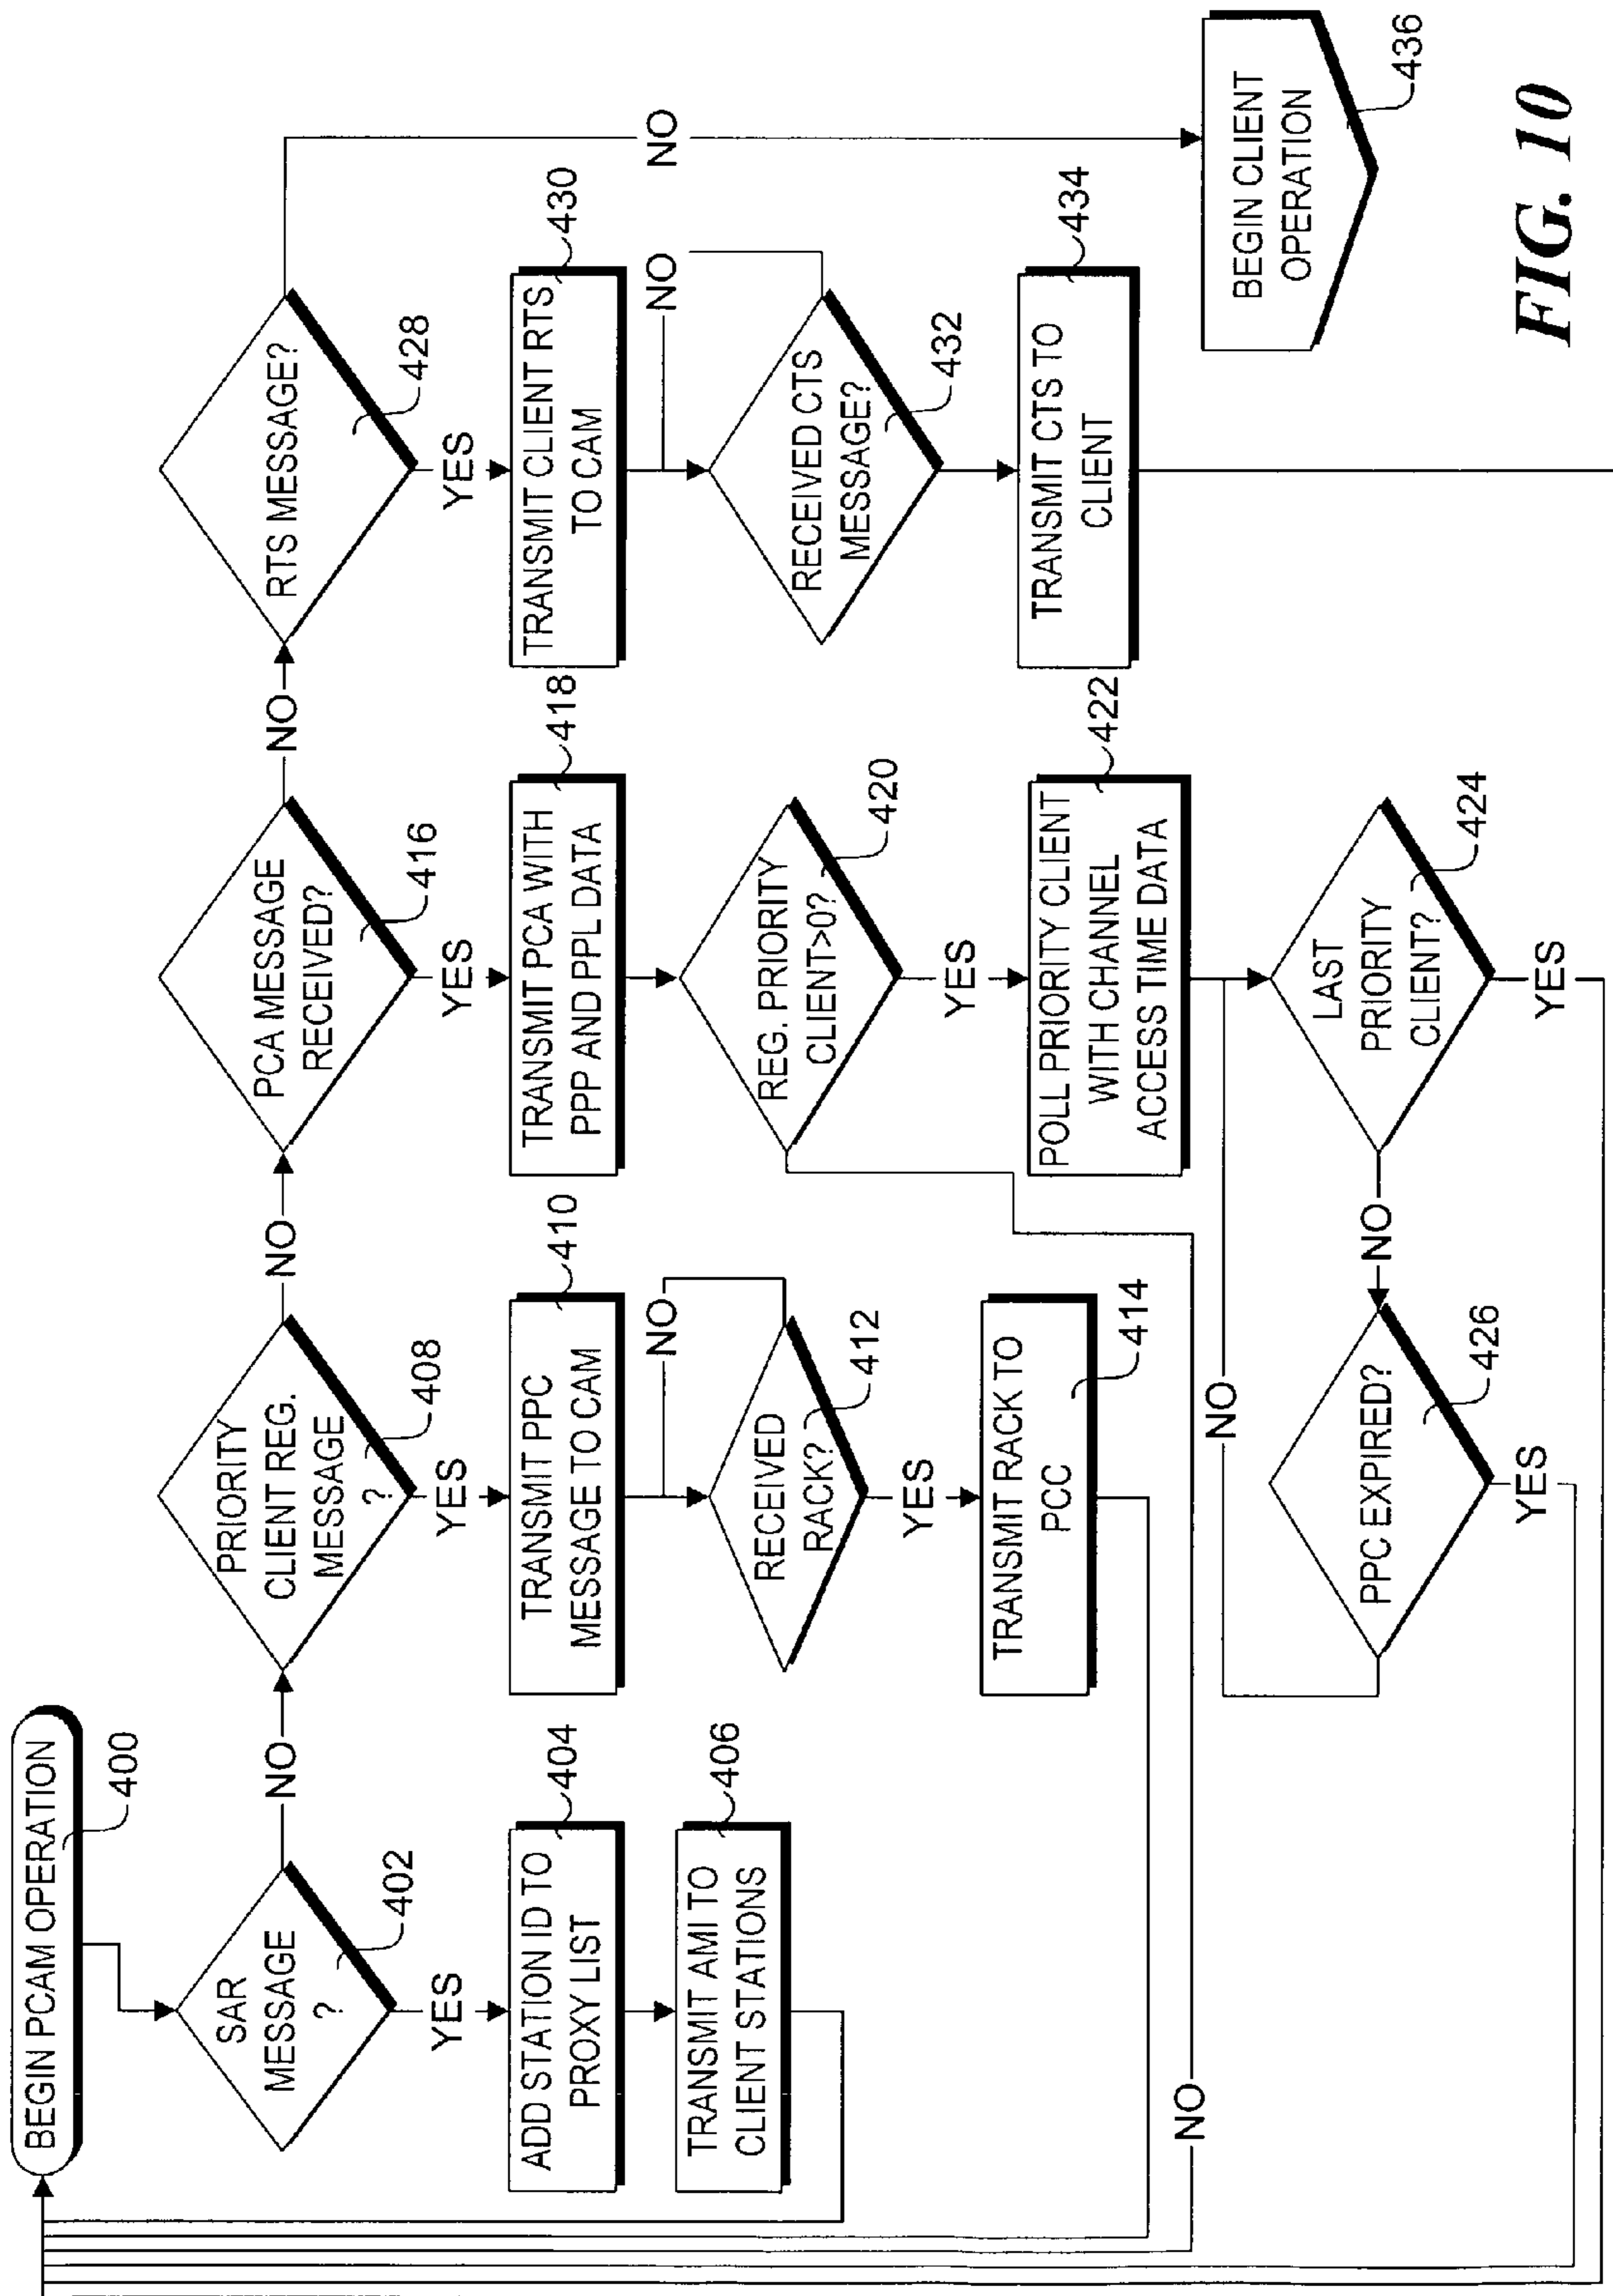 BEGIN PCAM OPERATION
400
SAR
MESSAGE
?
402
NO
YES
ADD STATION ID TO
PROXY LIST
404
TRANSMIT AMI TO
CLIENT STATIONS
406
PRIORITY
CLIENT REG.
MESSAGE
?
408
NO
YES
TRANSMIT PPC
MESSAGE TO CAM
410
NO
RECEIVED
RACK?
412
YES
TRANSMIT RACK TO
PCC
414
PCA MESSAGE
RECEIVED?
416
NO
YES
TRANSMIT PCA WITH
PPP AND PPL DATA
418
REG. PRIORITY
CLIENT>0?
420
NO
YES
POLL PRIORITY CLIENT
WITH CHANNEL
ACCESS TIME DATA
422
LAST
PRIORITY
CLIENT?
424
YES
NO
PPC EXPIRED?
426
NO
YES
RTS MESSAGE?
428
NO
YES
TRANSMIT CLIENT RTS
TO CAM
430
NO
RECEIVED CTS
MESSAGE?
432
TRANSMIT CTS TO
CLIENT
434
BEGIN CLIENT
OPERATION
436
FIG. 10